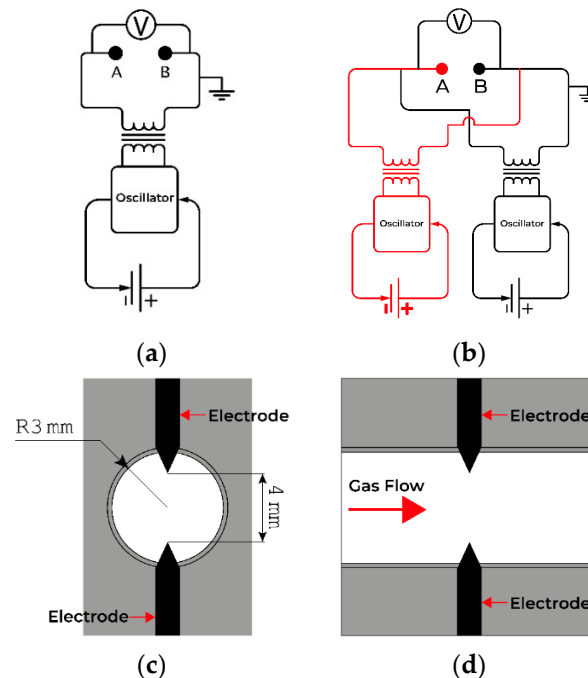 V
A B
Oscillator
+
(a)
V
A B
Oscillator
Oscillator
+
+
(b)
R3 mm
Electrode
4 mm
Electrode
(c)
Electrode
Gas Flow
Electrode
(d)